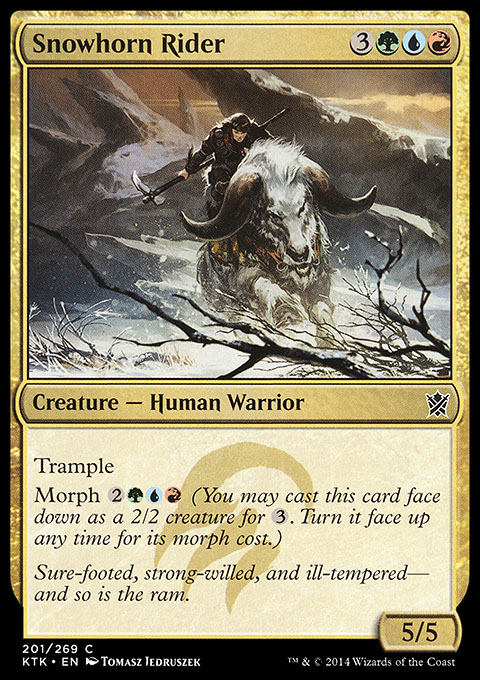 Snowhorn Rider 3
Creature — Human Warrior
Trample
Morph 2 (You may cast this card face
down as a 2/2 creature for 3. Turn it face up
any time for its morph cost.)
Sure-footed, strong-willed, and ill-tempered—
and so is the ram.
5/5
201/269 C
KTK • EN Tomasz Jedruszek
™ & © 2014 Wizards of the Coast